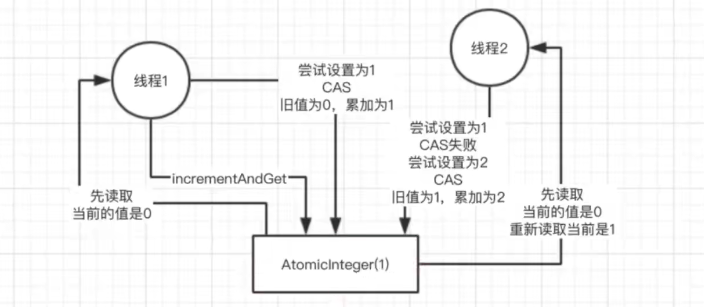 线程1
线程2
尝试设置为1
CAS
旧值为0，累加为1
尝试设置为1
CAS失败
尝试设置为2
CAS
旧值为1，累加为2
incrementAndGet
先读取
当前的值是0
先读取
当前的值是0
重新读取当前是1
AtomicInteger(1)